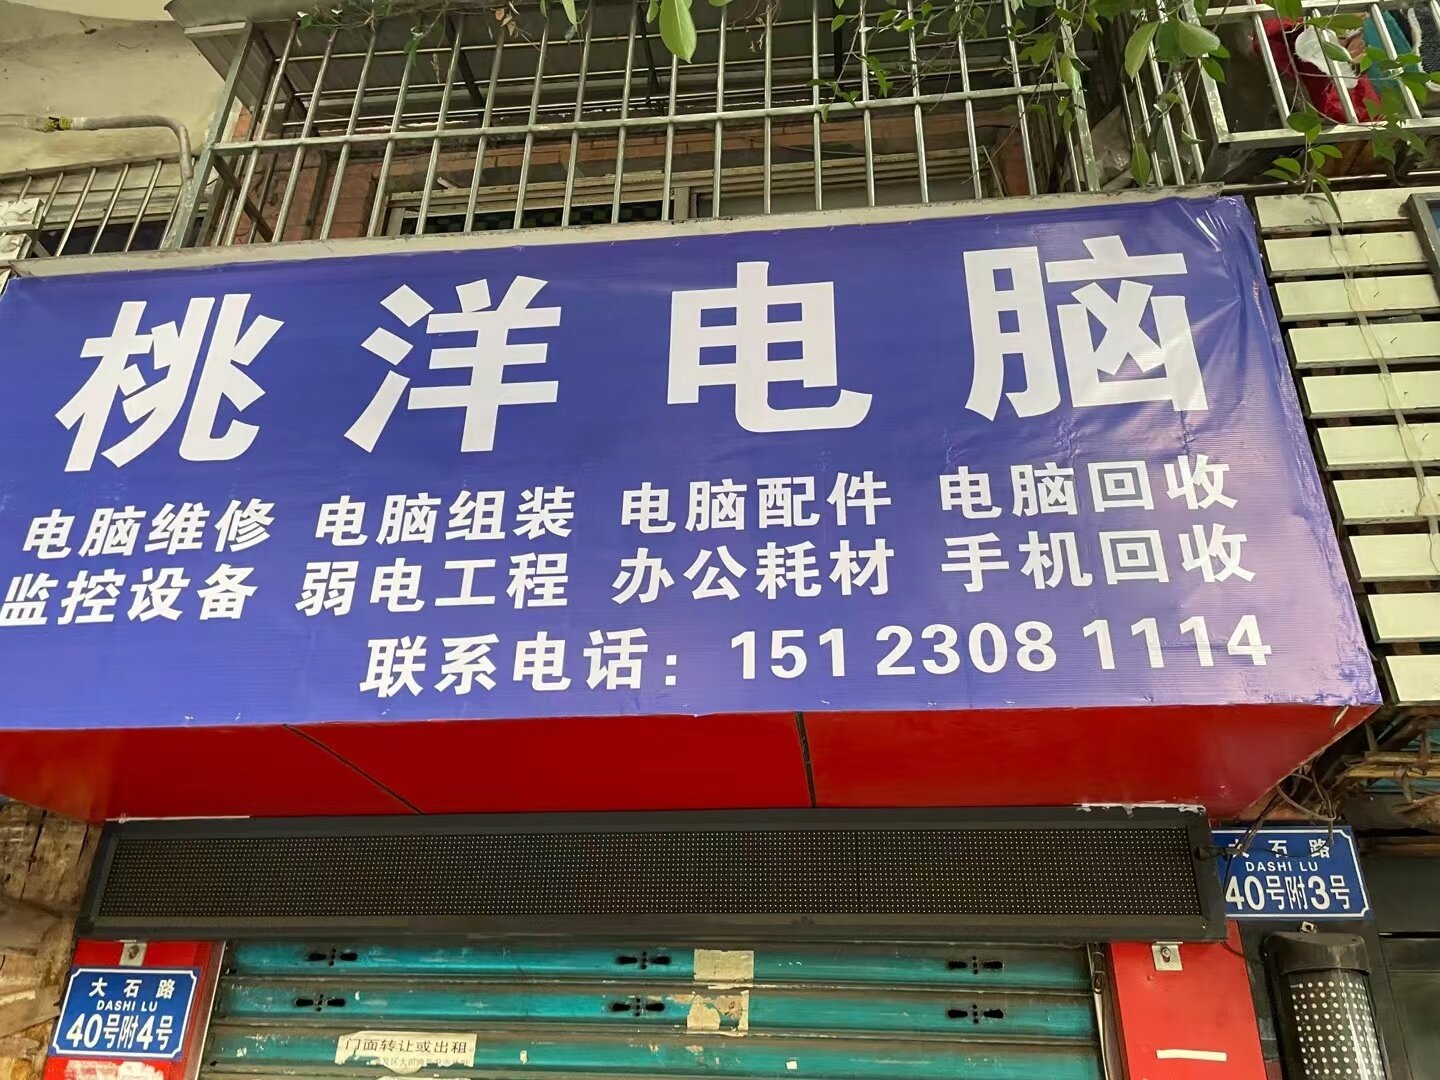 桃洋电脑
电脑维修 电脑组装 电脑配件 电脑回收
监控设备 弱电工程 办公耗材 手机回收
联系电话：151 2308 1114
大石路
DASHI LU
40号附3号
大石路
DASHI LU
40号附4号
门面转让或出租